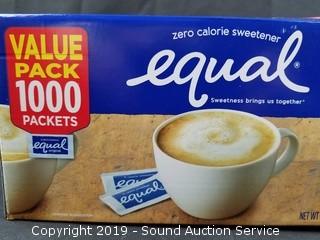 zero calorie sweetener
VALUE
PACK
1000
PACKETS
equal®
Sweetness brings us together®
equal
original
equal
NET WT
Copyright 2019 - Sound Auction Service